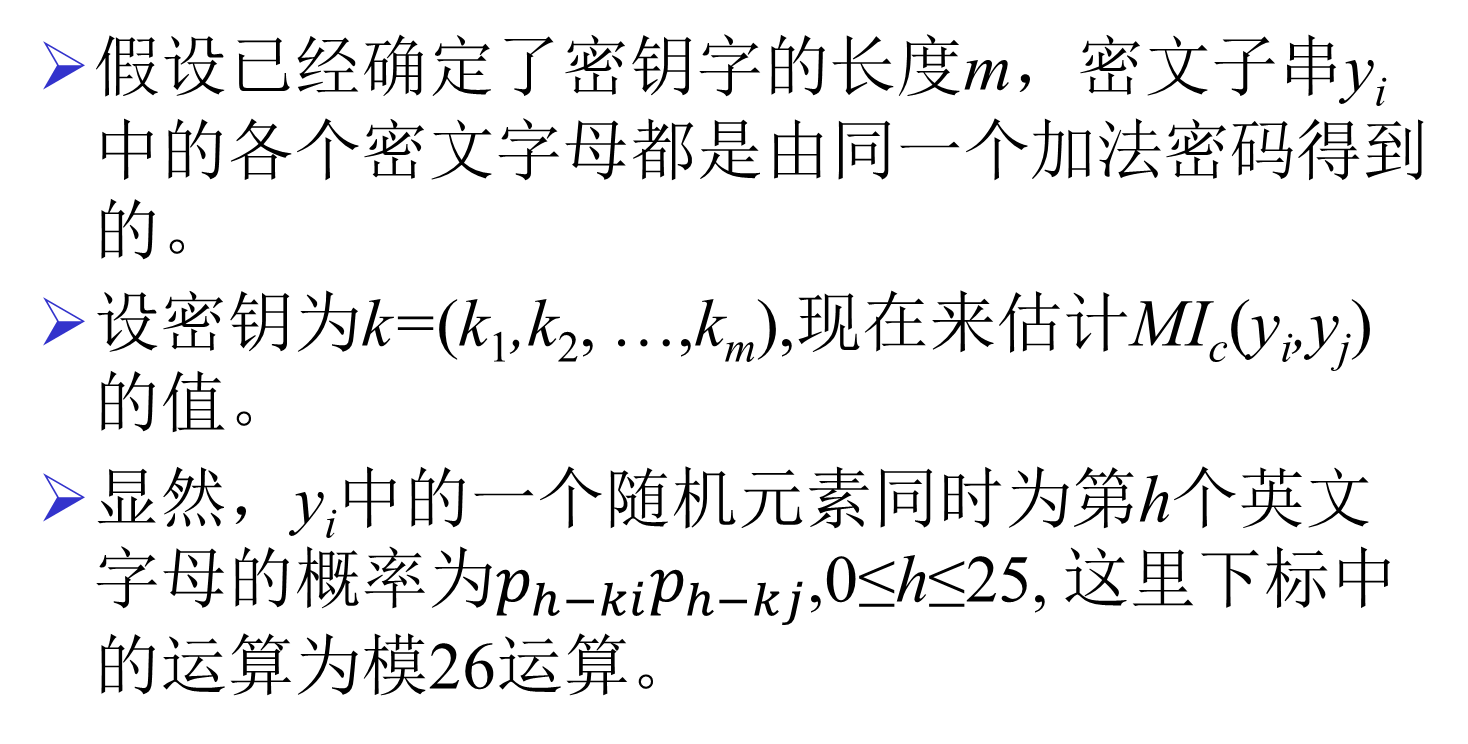 ➢假设已经确定了密钥字的长度m，密文子串yᵢ
中的各个密文字母都是由同一个加法密码得到
的。
➢设密钥为k=(k₁,k₂, …,kₘ),现在来估计MI_c(yᵢ,yⱼ)
的值。
➢显然，yᵢ中的一个随机元素同时为第h个英文
字母的概率为p_{h−ki}p_{h−kj},0≤h≤25, 这里下标中
的运算为模26运算。